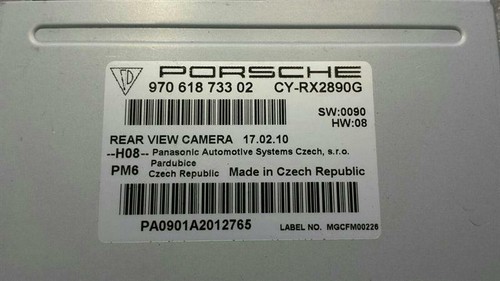 PORSCHE
970 618 733 02 CY-RX2890G
SW:0090
HW:08
REAR VIEW CAMERA 17.02.10
--H08-- Panasonic Automotive Systems Czech, s.r.o.
Pardubice
PM6 Czech Republic Made in Czech Republic
PA0901A2012765 LABEL NO. MGCFM00226